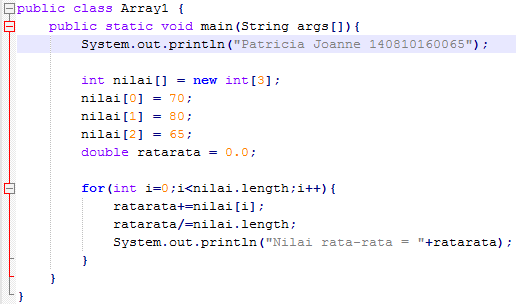 public class Array1 {
public static void main(String args[]){
System.out.println("Patricia Joanne 140810160065");
int nilai[] = new int[3];
nilai[0] = 70;
nilai[1] = 80;
nilai[2] = 65;
double ratarata = 0.0;
for(int i=0;i<nilai.length;i++){
ratarata+=nilai[i];
ratarata/=nilai.length;
System.out.println("Nilai rata-rata = "+ratarata);
}
}
}